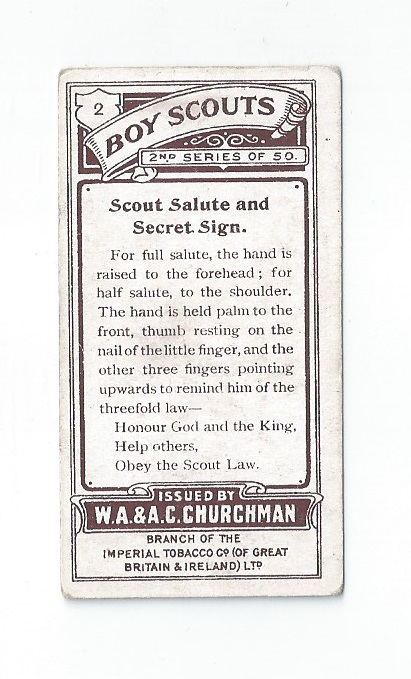 2
BOY SCOUTS
2ND SERIES OF 50.
Scout Salute and
Secret Sign.
For full salute, the hand is
raised to the forehead; for
half salute, to the shoulder.
The hand is held palm to the
front, thumb resting on the
nail of the little finger, and the
other three fingers pointing
upwards to remind him of the
threefold law—
Honour God and the King,
Help others,
Obey the Scout Law.
ISSUED BY
W.A.&A.C.CHURCHMAN
BRANCH OF THE
IMPERIAL TOBACCO CO (OF GREAT
BRITAIN & IRELAND) LTD